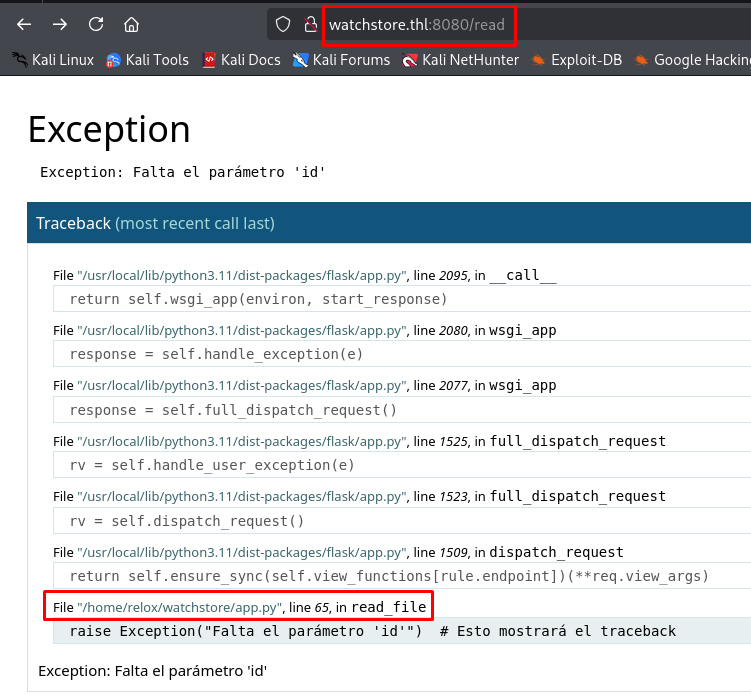 watchstore.thl:8080/read
Kali Linux Kali Tools Kali Docs Kali Forums Kali NetHunter Exploit-DB Google Hackin
Exception
Exception: Falta el parámetro 'id'
Traceback (most recent call last)
File "/usr/local/lib/python3.11/dist-packages/flask/app.py", line 2095, in __call__
return self.wsgi_app(environ, start_response)
File "/usr/local/lib/python3.11/dist-packages/flask/app.py", line 2080, in wsgi_app
response = self.handle_exception(e)
File "/usr/local/lib/python3.11/dist-packages/flask/app.py", line 2077, in wsgi_app
response = self.full_dispatch_request()
File "/usr/local/lib/python3.11/dist-packages/flask/app.py", line 1525, in full_dispatch_request
rv = self.handle_user_exception(e)
File "/usr/local/lib/python3.11/dist-packages/flask/app.py", line 1523, in full_dispatch_request
rv = self.dispatch_request()
File "/usr/local/lib/python3.11/dist-packages/flask/app.py", line 1509, in dispatch_request
return self.ensure_sync(self.view_functions[rule.endpoint])(**req.view_args)
File "/home/relox/watchstore/app.py", line 65, in read_file
raise Exception("Falta el parámetro 'id'")  # Esto mostrará el traceback
Exception: Falta el parámetro 'id'